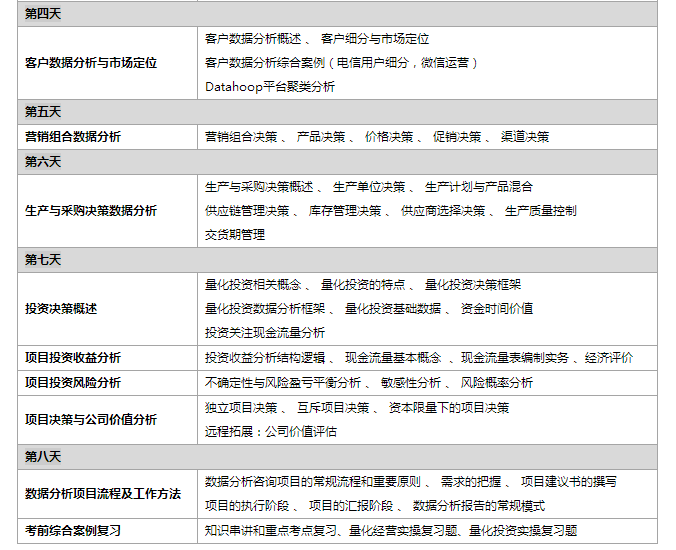 第四天
客户数据分析与市场定位
客户数据分析概述 、 客户细分与市场定位
客户数据分析综合案例（电信用户细分，微信运营）
Datahoop平台聚类分析
第五天
营销组合数据分析
营销组合决策 、 产品决策 、 价格决策 、 促销决策 、 渠道决策
第六天
生产与采购决策数据分析
生产与采购决策概述 、 生产单位决策 、 生产计划与产品混合
供应链管理决策 、 库存管理决策 、 供应商选择决策 、 生产质量控制
交货期管理
第七天
投资决策概述
量化投资相关概念 、 量化投资的特点 、 量化投资决策框架
量化投资数据分析框架 、 量化投资基础数据 、 资金时间价值
投资关注现金流量分析
项目投资收益分析
投资收益分析结构逻辑 、 现金流量基本概念 、现金流量表编制实务 、经济评价
项目投资风险分析
不确定性与风险盈亏平衡分析 、 敏感性分析 、 风险概率分析
项目决策与公司价值分析
独立项目决策 、 互斥项目决策 、 资本限量下的项目决策
远程拓展：公司价值评估
第八天
数据分析项目流程及工作方法
数据分析咨询项目的常规流程和重要原则 、 需求的把握 、 项目建议书的撰写
项目的执行阶段 、 项目的汇报阶段 、 数据分析报告的常规模式
考前综合案例复习
知识串讲和重点考点复习、量化经营实操复习题、量化投资实操复习题